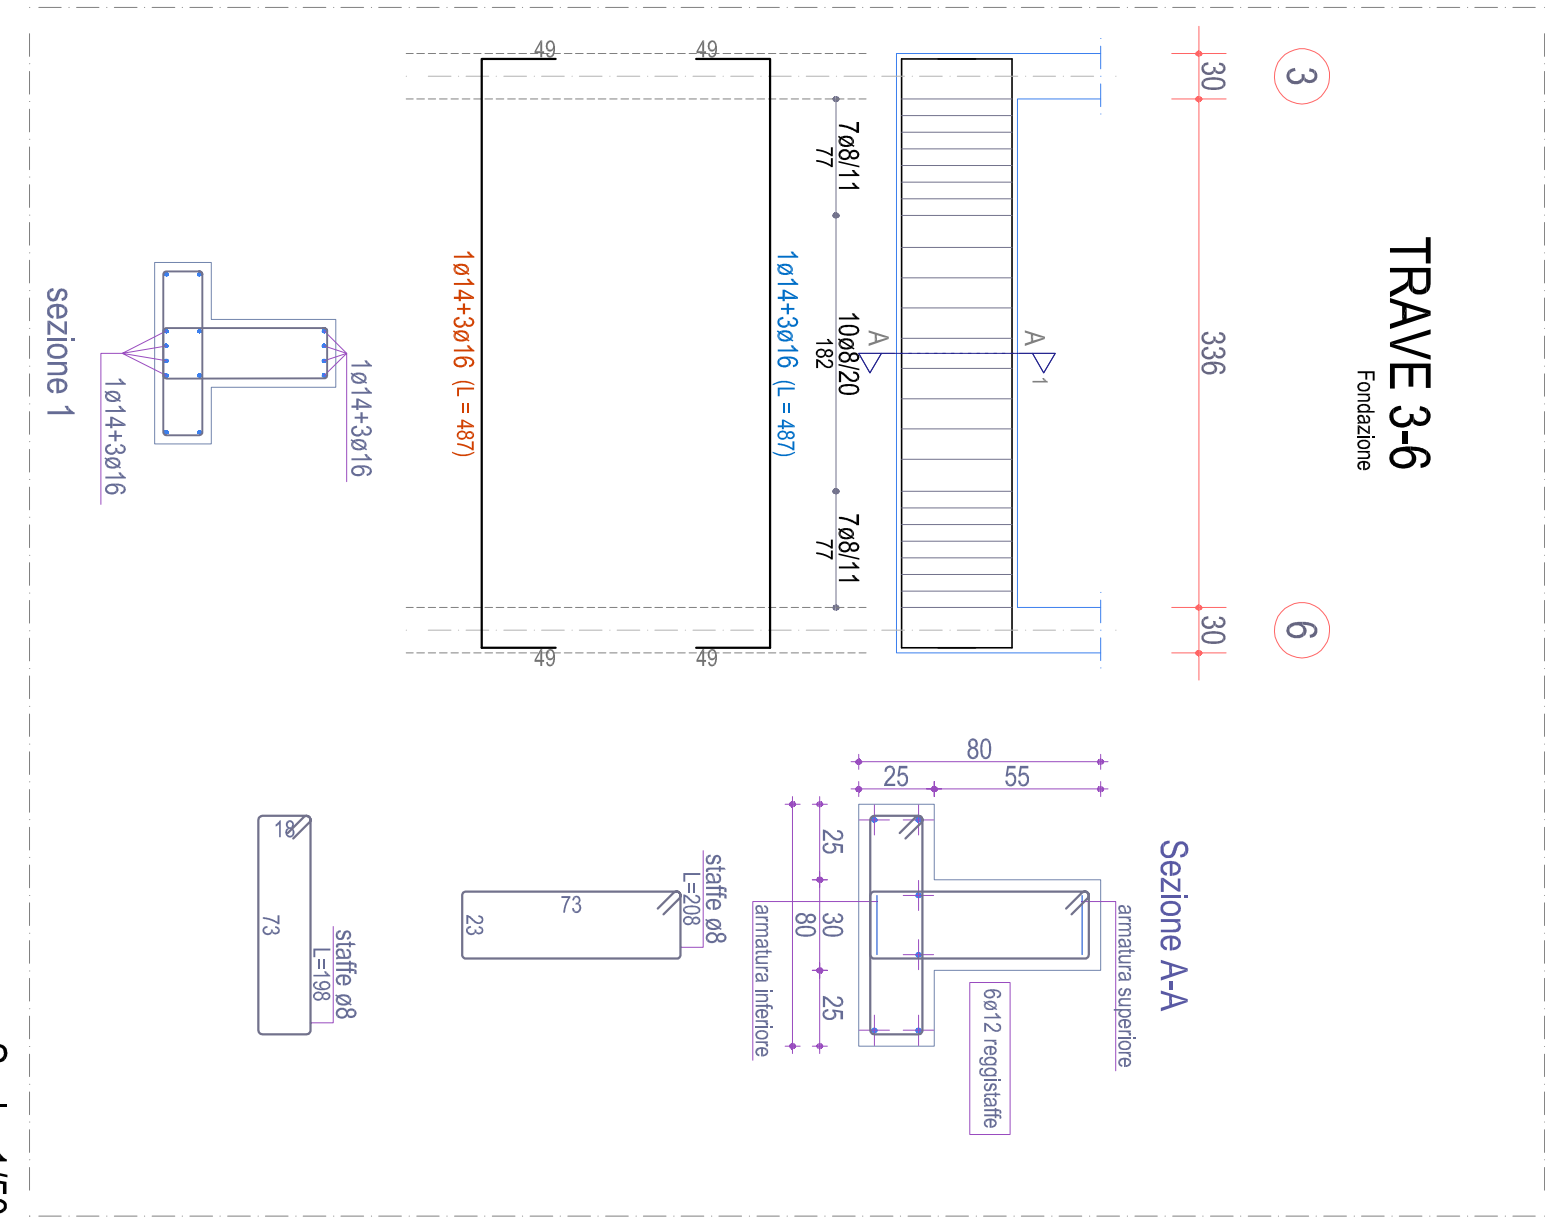 TRAVE 3-6
Fondazione
3
6
30
336
30
A
A
1
7ø8/11
77
10ø8/20
182
7ø8/11
77
49
1ø14+3ø16 (L = 487)
49
49
1ø14+3ø16 (L = 487)
49
1ø14+3ø16
1ø14+3ø16
sezione 1
Sezione A-A
armatura superiore
6ø12 reggistaffe
80
25
55
25
30
25
80
armatura inferiore
staffe ø8
L=208
73
23
staffe ø8
L=198
18
73